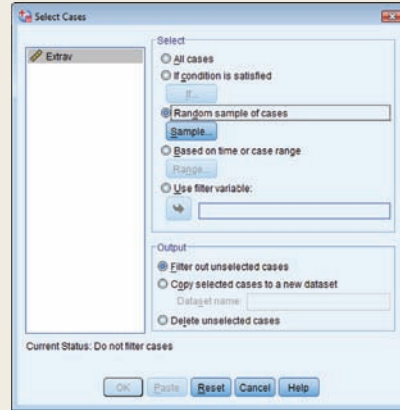 Select Cases
Extrav
Select
All cases
If condition is satisfied
If...
Random sample of cases
Sample...
Based on time or case range
Range...
Use filter variable:
Output
Filter out unselected cases
Copy selected cases to a new dataset
Dataset name:
Delete unselected cases
Current Status: Do not filter cases
OK Paste Reset Cancel Help